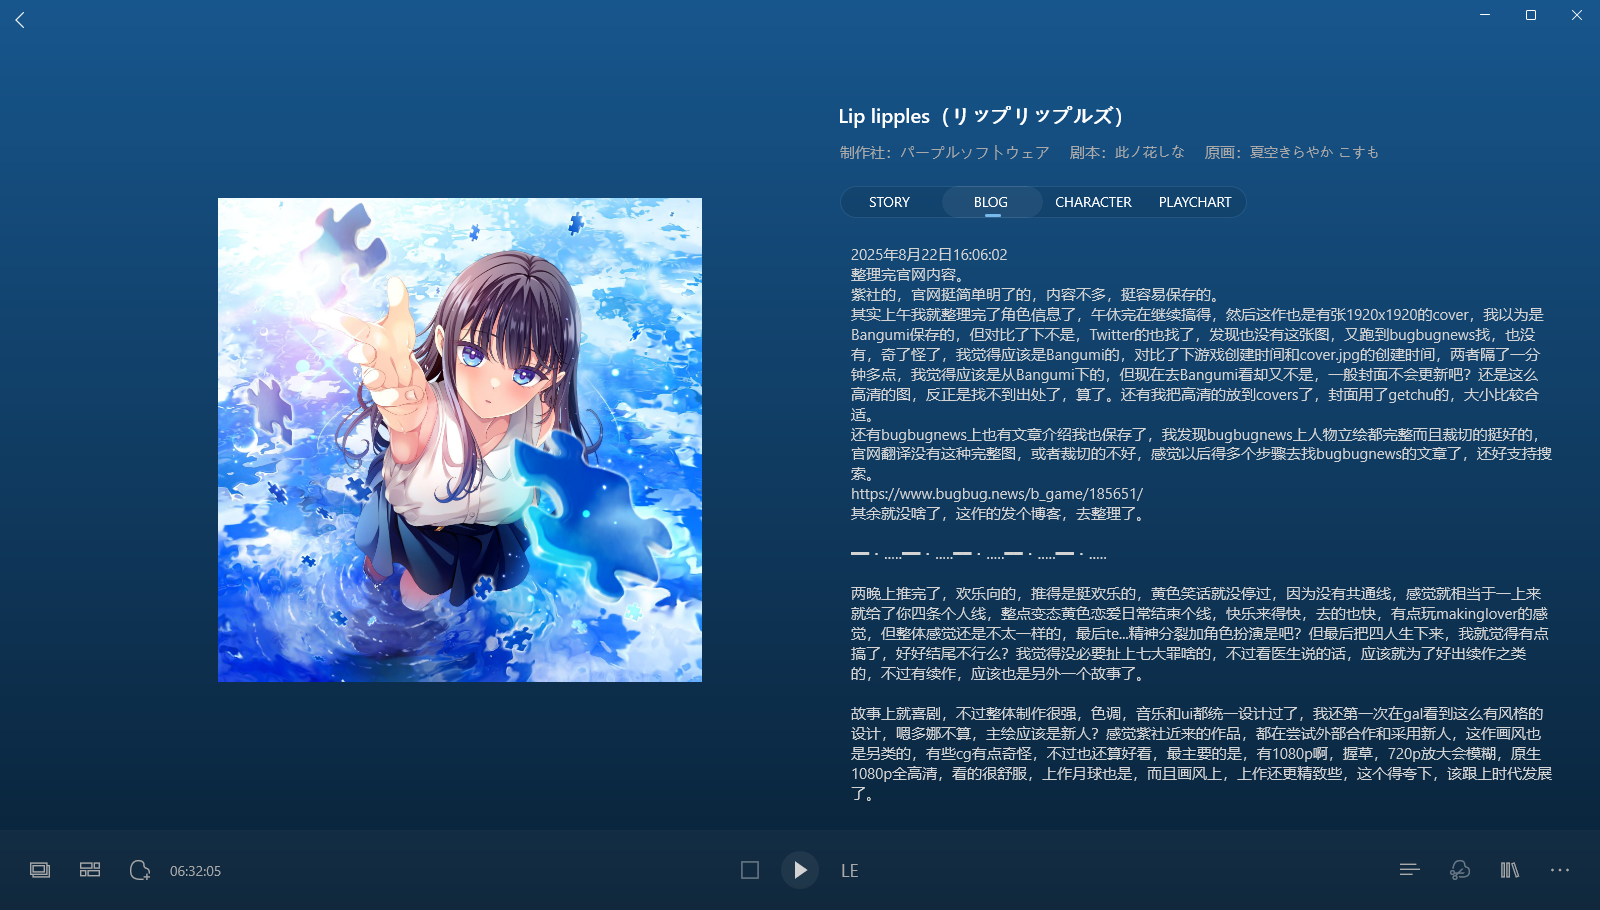 Lip lipples（リップリップルズ）
制作社：パープルソフトウェア 剧本：此ノ花しな 原画：夏空きらやか こすも
STORY BLOG CHARACTER PLAYCHART
2025年8月22日16:06:02
整理完官网内容。
紫社的，官网挺简单明了的，内容不多，挺容易保存的。
其实上午我就整理完了角色信息了，午休完在继续搞得，然后这作也是有张1920x1920的cover，我以为是
Bangumi保存的，但对比了下不是，Twitter的也找了，发现也没有这张图，又跑到bugbugnews找，也没
有，奇了怪了，我觉得应该是Bangumi的，对比了下游戏创建时间和cover.jpg的创建时间，两者隔了一分
钟多点，我觉得应该是从Bangumi下的，但现在去Bangumi看却又不是，一般封面不会更新吧？还是这么
高清的图，反正是找不到出处了，算了。还有我把高清的放到covers了，封面用了getchu的，大小比较合
适。
还有bugbugnews上也有文章介绍我也保存了，我发现bugbugnews上人物立绘都完整而且裁切的挺好的，
官网翻译没有这种完整图，或者裁切的不好，感觉以后得多个步骤去找bugbugnews的文章了，还好支持搜
索。
https://www.bugbug.news/b_game/185651/
其余就没啥了，这作的发个博客，去整理了。
━━・.....━━・.....━━・.....━━・.....━━・.....
两晚上推完了，欢乐向的，推得是挺欢乐的，黄色笑话就没停过，因为没有共通线，感觉就相当于一上来
就给了你四条个人线，整点变态黄色恋爱日常结束个线，快乐来得快，去的也快，有点玩makinglover的感
觉，但整体感觉还是不太一样的，最后te...精神分裂加角色扮演是吧？但最后把四人生下来，我就觉得有点
搞了，好好结尾不行么？我觉得没必要扯上七大罪啥的，不过看医生说的话，应该就为了好出续作之类
的，不过有续作，应该也是另外一个故事了。
故事上就喜剧，不过整体制作很强，色调，音乐和ui都统一设计过了，我还第一次在gal看到这么有风格的
设计，嗯多娜不算，主绘应该是新人？感觉紫社近来的作品，都在尝试外部合作和采用新人，这作画风也
是另类的，有些cg有点奇怪，不过也还算好看，最主要的是，有1080p啊，握草，720p放大会模糊，原生
1080p全高清，看的很舒服，上作月球也是，而且画风上，上作还更精致些，这个得夸下，该跟上时代发展
了。
06:32:05
LE